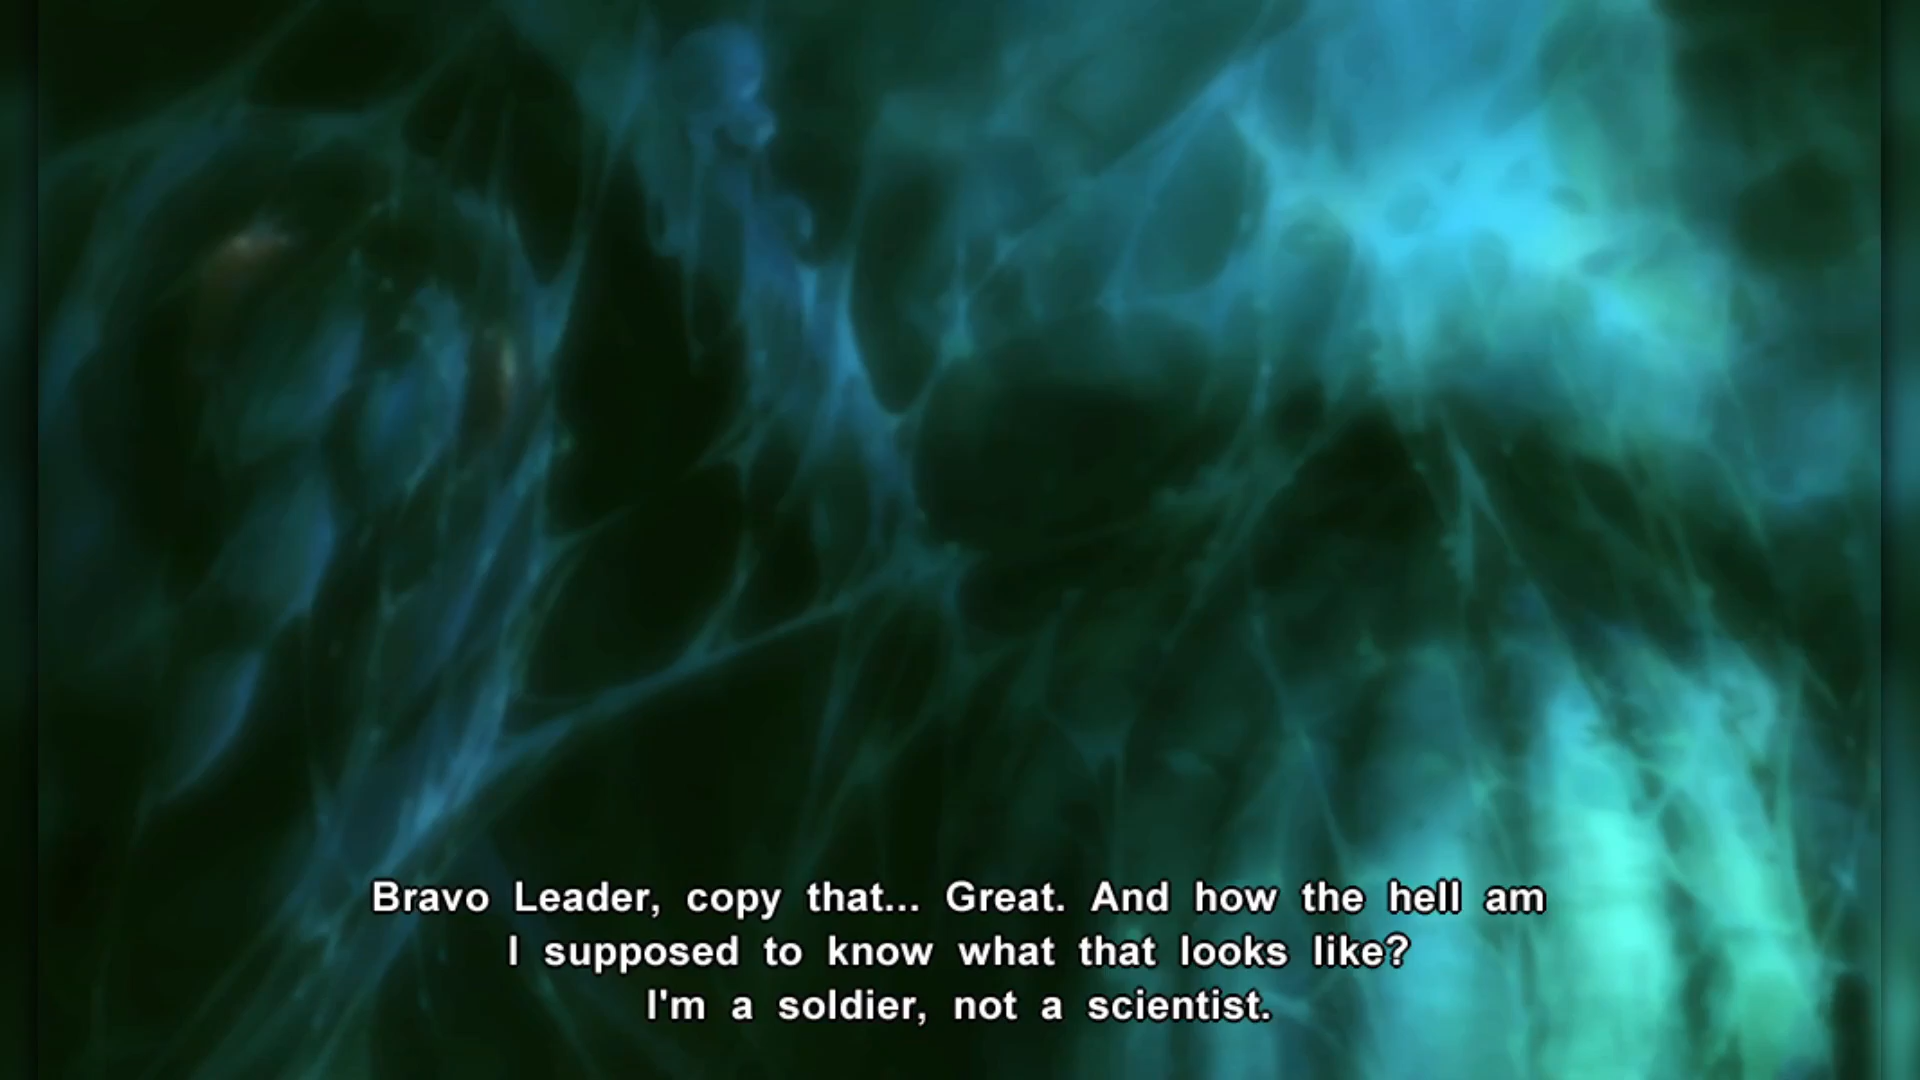 Bravo Leader, copy that... Great. And how the hell am
I supposed to know what that looks like?
I'm a soldier, not a scientist.